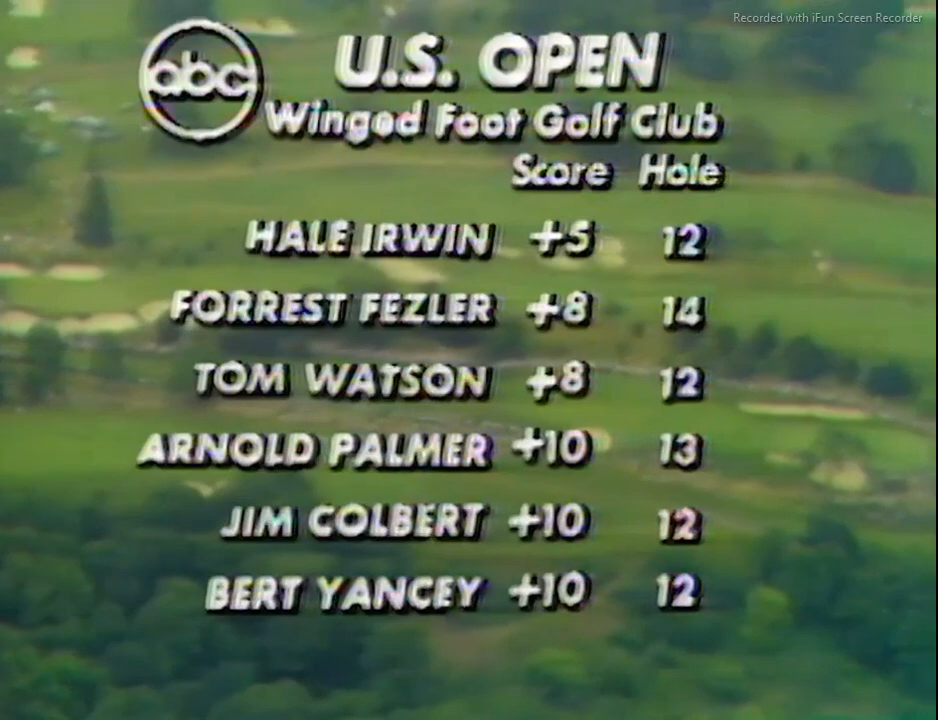 Recorded with iFun Screen Recorder
abc
U.S. OPEN
Winged Foot Golf Club
Score Hole
HALE IRWIN +5 12
FORREST FEZLER +8 14
TOM WATSON +8 12
ARNOLD PALMER +10 13
JIM COLBERT +10 12
BERT YANCEY +10 12